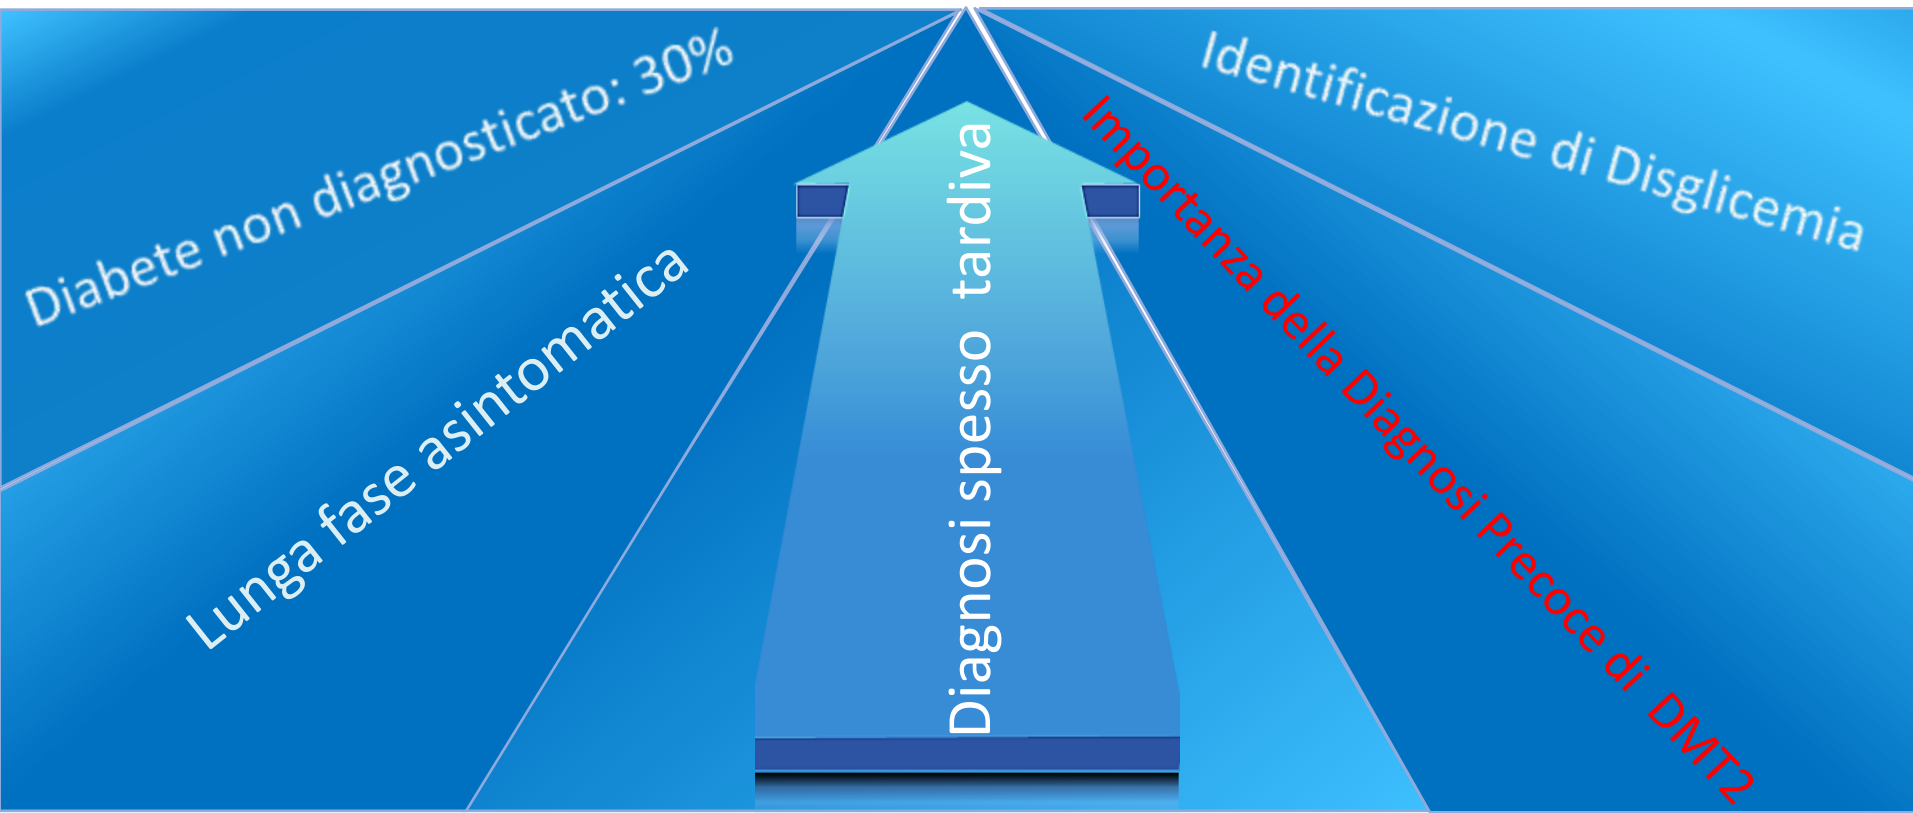 Diabete non diagnosticato: 30%
Lunga fase asintomatica
Diagnosi spesso tardiva
Importanza della Diagnosi Precoce di DMT2
Identificazione di Disglicemia